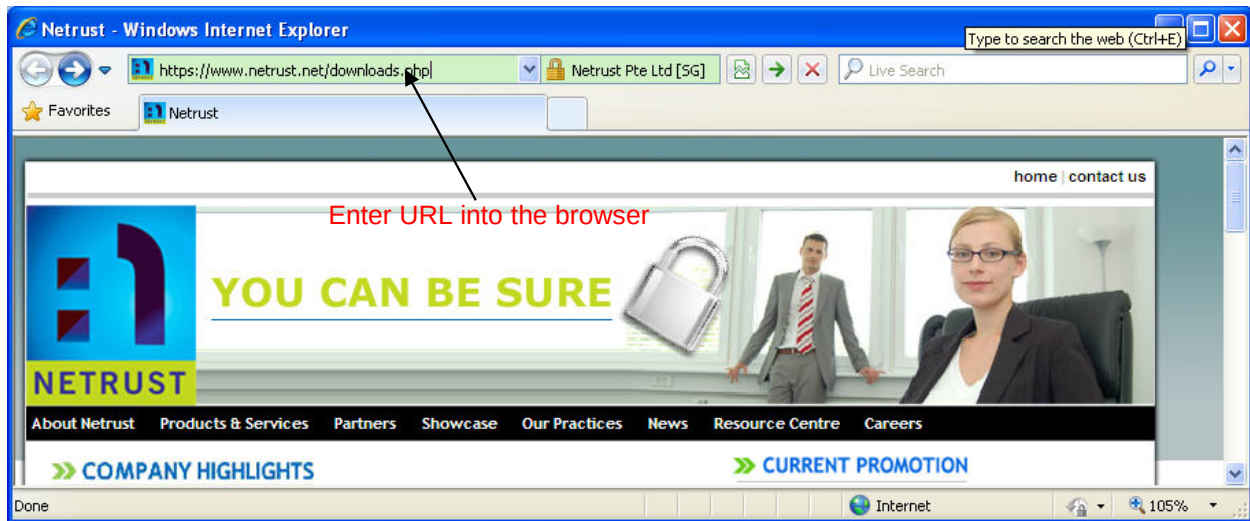 Netrust - Windows Internet Explorer
Type to search the web (Ctrl+E)
https://www.netrust.net/downloads.php
Netrust Pte Ltd [SG]
Live Search
Favorites
Netrust
home | contact us
Enter URL into the browser
YOU CAN BE SURE
NETRUST
About Netrust Products & Services Partners Showcase Our Practices News Resource Centre Careers
COMPANY HIGHLIGHTS
CURRENT PROMOTION
Done
Internet
105%